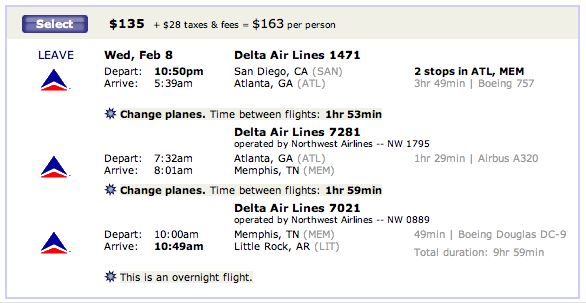 Select $135 + $28 taxes & fees = $163 per person
LEAVE Wed, Feb 8 Delta Air Lines 1471
Depart: 10:50pm San Diego, CA (SAN) 2 stops in ATL, MEM
Arrive: 5:39am Atlanta, GA (ATL) 3hr 49min | Boeing 757
Change planes. Time between flights: 1hr 53min
Delta Air Lines 7281
operated by Northwest Airlines -- NW 1795
Depart: 7:32am Atlanta, GA (ATL) 1hr 29min | Airbus A320
Arrive: 8:01am Memphis, TN (MEM)
Change planes. Time between flights: 1hr 59min
Delta Air Lines 7021
operated by Northwest Airlines -- NW 0889
Depart: 10:00am Memphis, TN (MEM) 49min | Boeing Douglas DC-9
Arrive: 10:49am Little Rock, AR (LIT)
Total duration: 9hr 59min
This is an overnight flight.